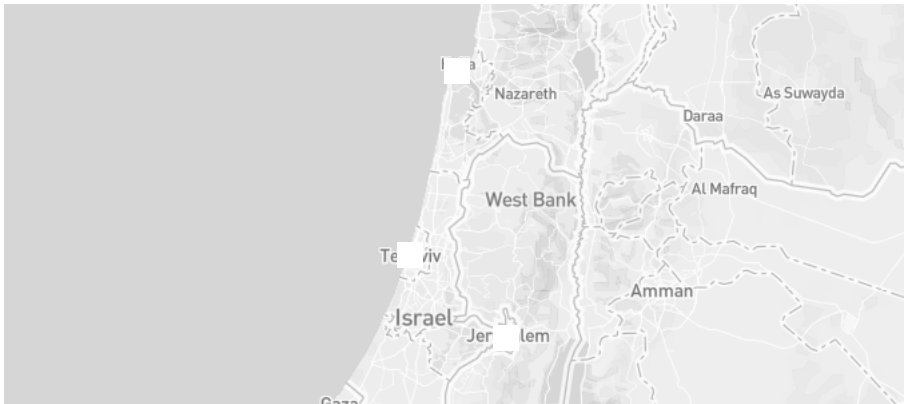 Nazareth
As Suwayda
Daraa
Al Mafraq
West Bank
Amman
Israel
Gaza